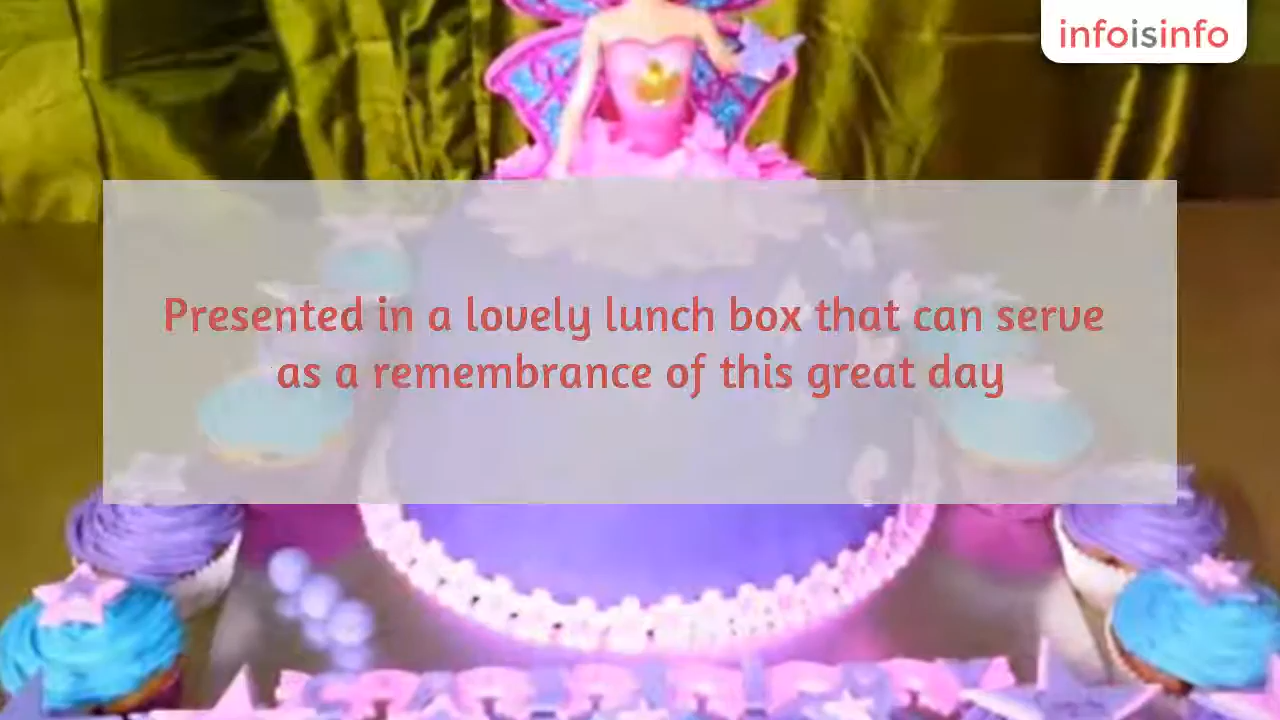 infoisinfo
Presented in a lovely lunch box that can serve
as a remembrance of this great day